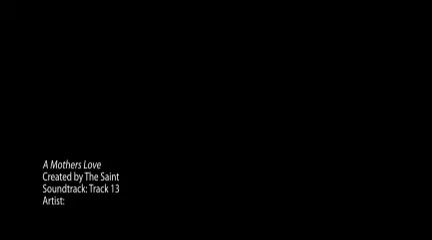 A Mothers Love
Created by The Saint
Soundtrack: Track 13
Artist: